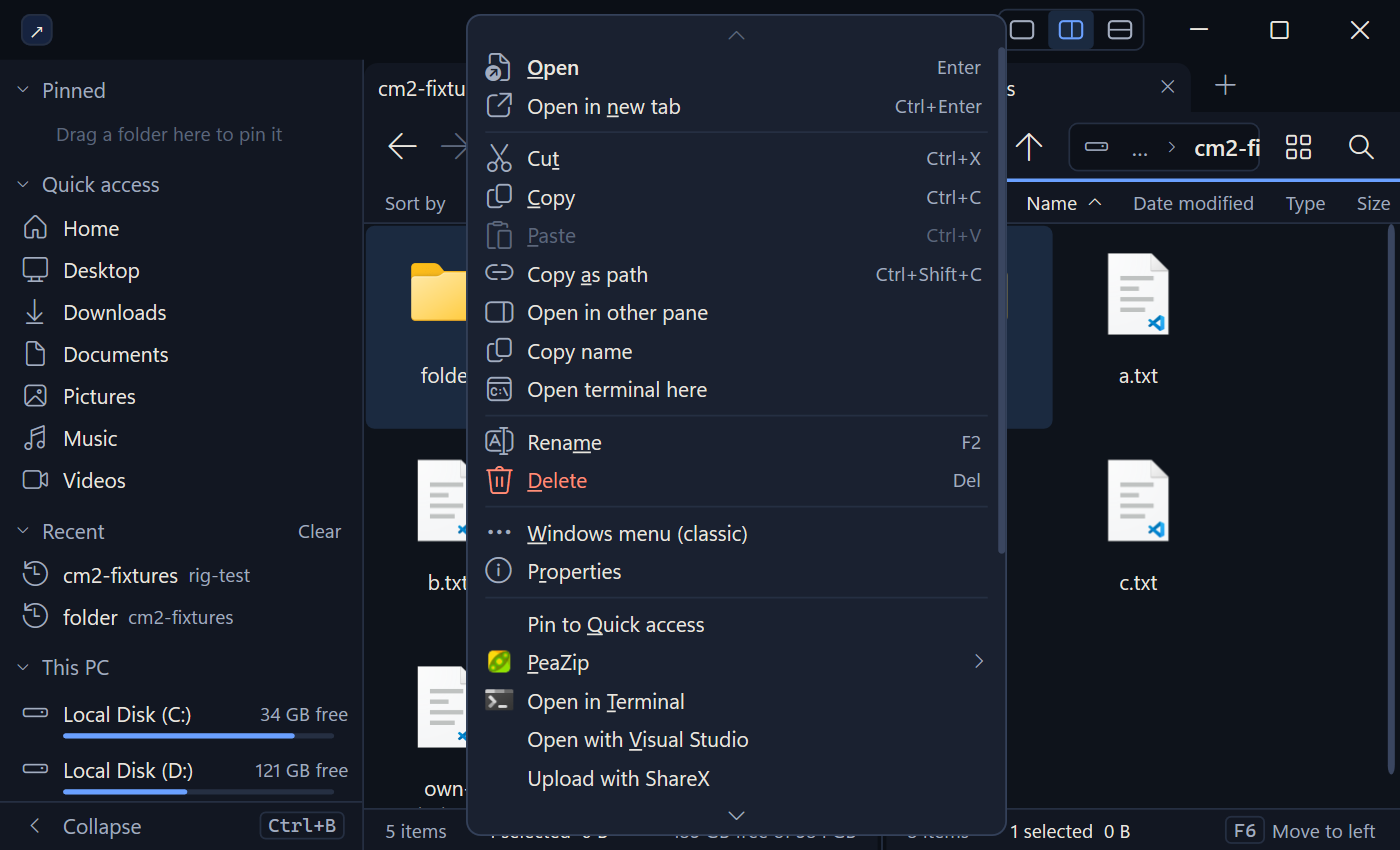 Pinned
Drag a folder here to pin it
Quick access
Home
Desktop
Downloads
Documents
Pictures
Music
Videos
Recent Clear
cm2-fixtures rig-test
folder cm2-fixtures
This PC
Local Disk (C:) 34 GB free
Local Disk (D:) 121 GB free
Collapse Ctrl+B
cm2-fixtu
Sort by
folde
b.txt
own-
5 items
Open Enter
Open in new tab Ctrl+Enter
Cut Ctrl+X
Copy Ctrl+C
Paste Ctrl+V
Copy as path Ctrl+Shift+C
Open in other pane
Copy name
Open terminal here
Rename F2
Delete Del
Windows menu (classic)
Properties
Pin to Quick access
PeaZip
Open in Terminal
Open with Visual Studio
Upload with ShareX
s
... cm2-fi
Name Date modified Type Size
a.txt
c.txt
1 selected 0 B F6 Move to left